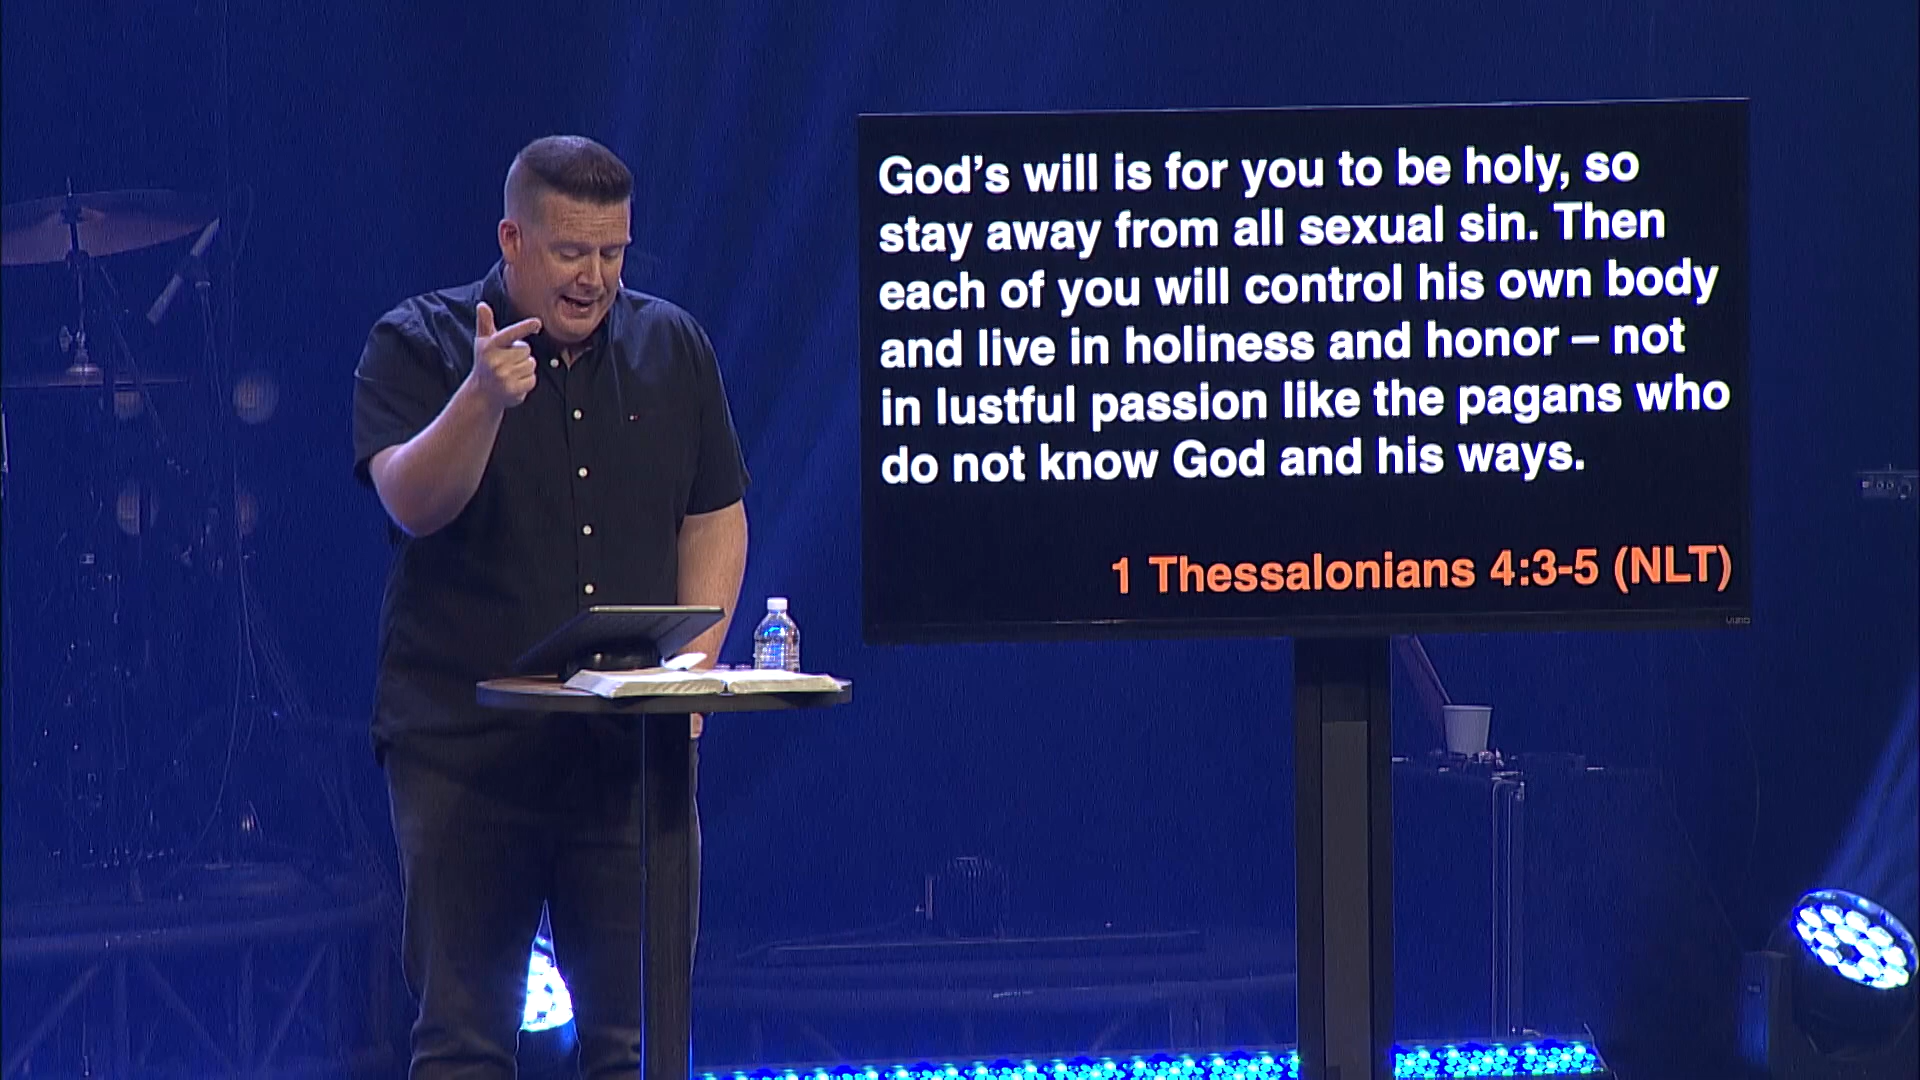 God's will is for you to be holy, so
stay away from all sexual sin. Then
each of you will control his own body
and live in holiness and honor – not
in lustful passion like the pagans who
do not know God and his ways.
1 Thessalonians 4:3-5 (NLT)
VIZIO